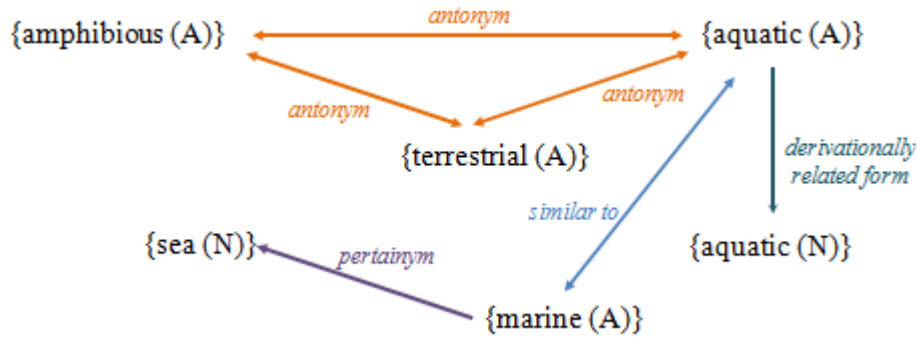 antonym
{amphibious (A)}
{aquatic (A)}
antonym
antonym
{terrestrial (A)}
derivationally
related form
similar to
{sea (N)}
pertainym
{aquatic (N)}
{marine (A)}